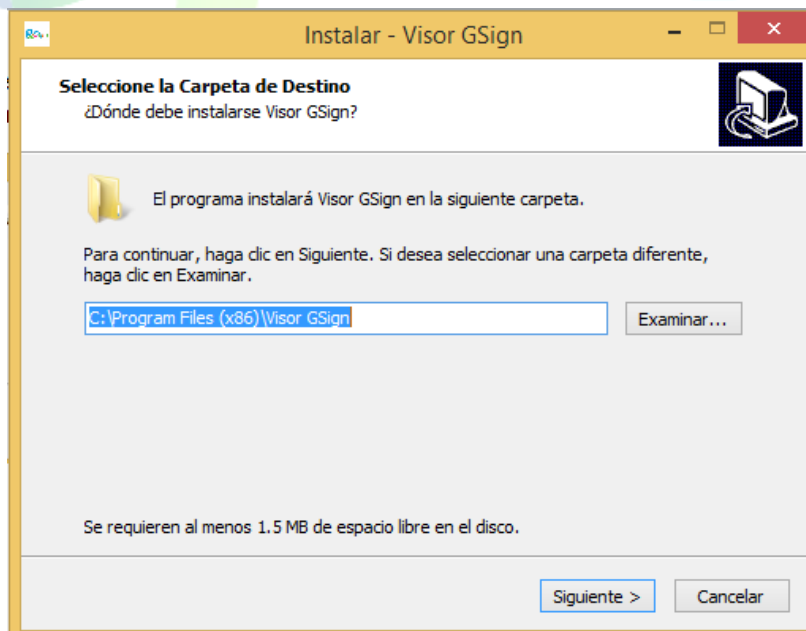 Instalar - Visor GSign
Seleccione la Carpeta de Destino
¿Dónde debe instalarse Visor GSign?
El programa instalará Visor GSign en la siguiente carpeta.
Para continuar, haga clic en Siguiente. Si desea seleccionar una carpeta diferente,
haga clic en Examinar.
C:\Program Files (x86)\Visor GSign
Examinar...
Se requieren al menos 1.5 MB de espacio libre en el disco.
Siguiente >
Cancelar